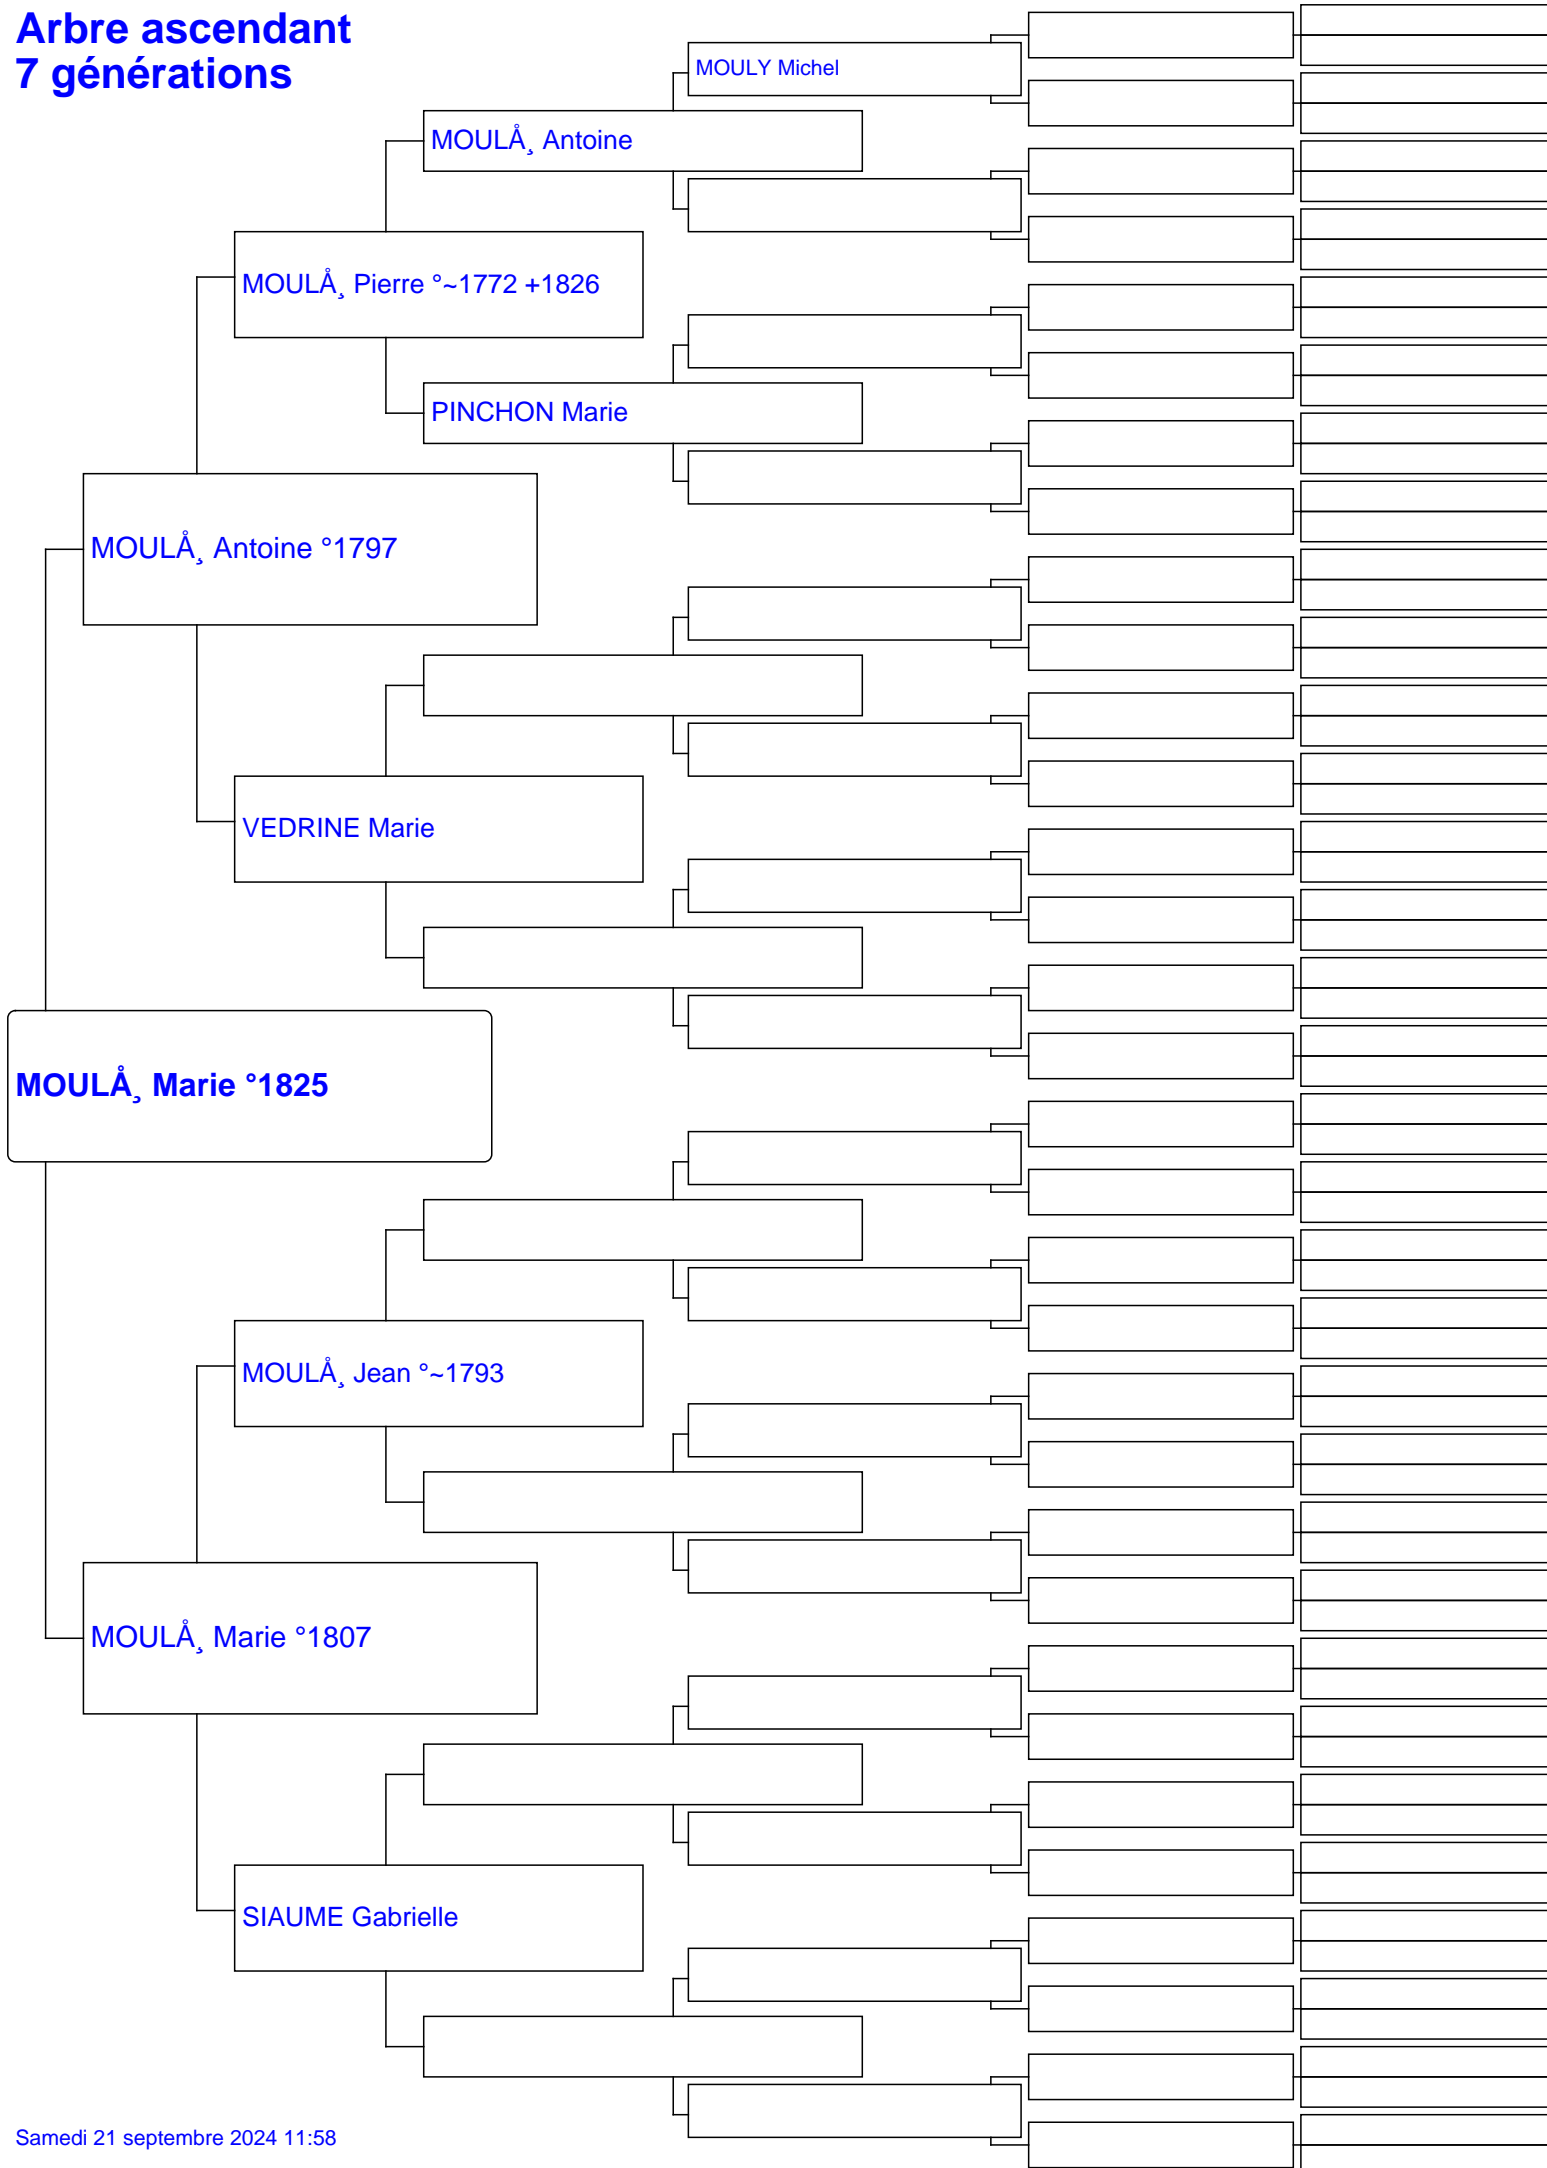 Arbre ascendant
7 générations
MOULY Michel
MOULÅ¸ Antoine
MOULÅ¸ Pierre °~1772 +1826
PINCHON Marie
MOULÅ¸ Antoine °1797
VEDRINE Marie
MOULÅ¸ Marie °1825
MOULÅ¸ Jean °~1793
MOULÅ¸ Marie °1807
SIAUME Gabrielle
Samedi 21 septembre 2024 11:58